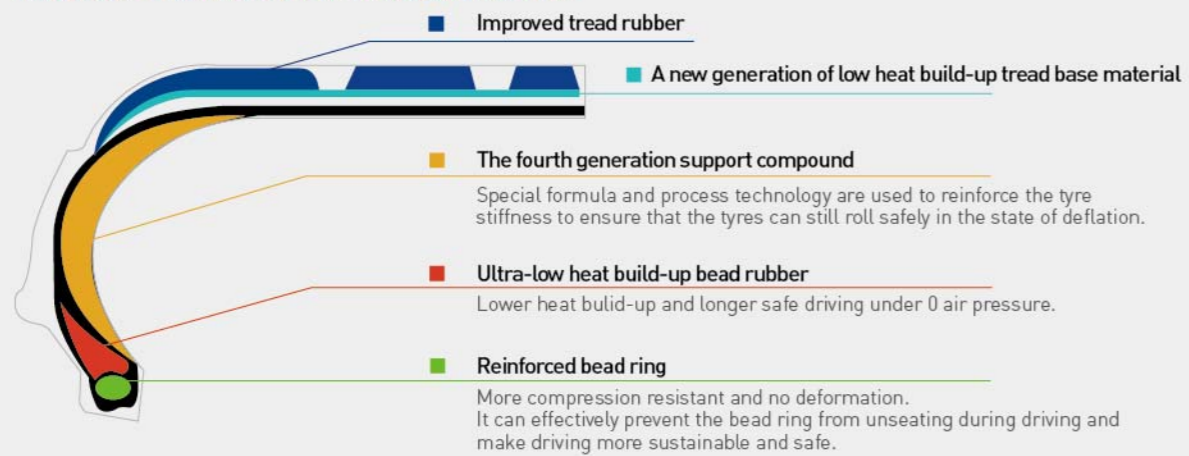 Improved tread rubber
A new generation of low heat build-up tread base material
The fourth generation support compound
Special formula and process technology are used to reinforce the tyre
stiffness to ensure that the tyres can still roll safely in the state of deflation.
Ultra-low heat build-up bead rubber
Lower heat bulid-up and longer safe driving under 0 air pressure.
Reinforced bead ring
More compression resistant and no deformation.
It can effectively prevent the bead ring from unseating during driving and
make driving more sustainable and safe.